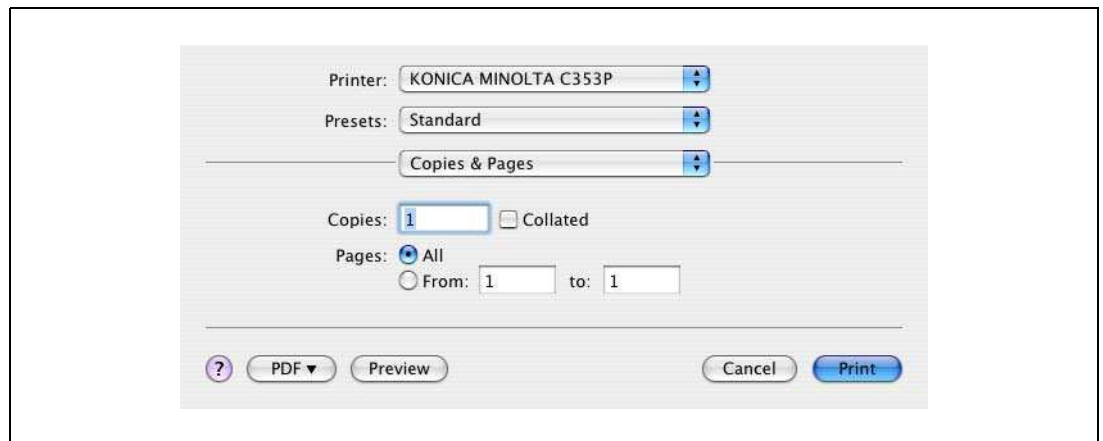 Printer: KONICA MINOLTA C353P
Presets: Standard
Copies & Pages
Copies: 1 Collated
Pages: All
From: 1 to: 1
? PDF ▼ Preview Cancel Print